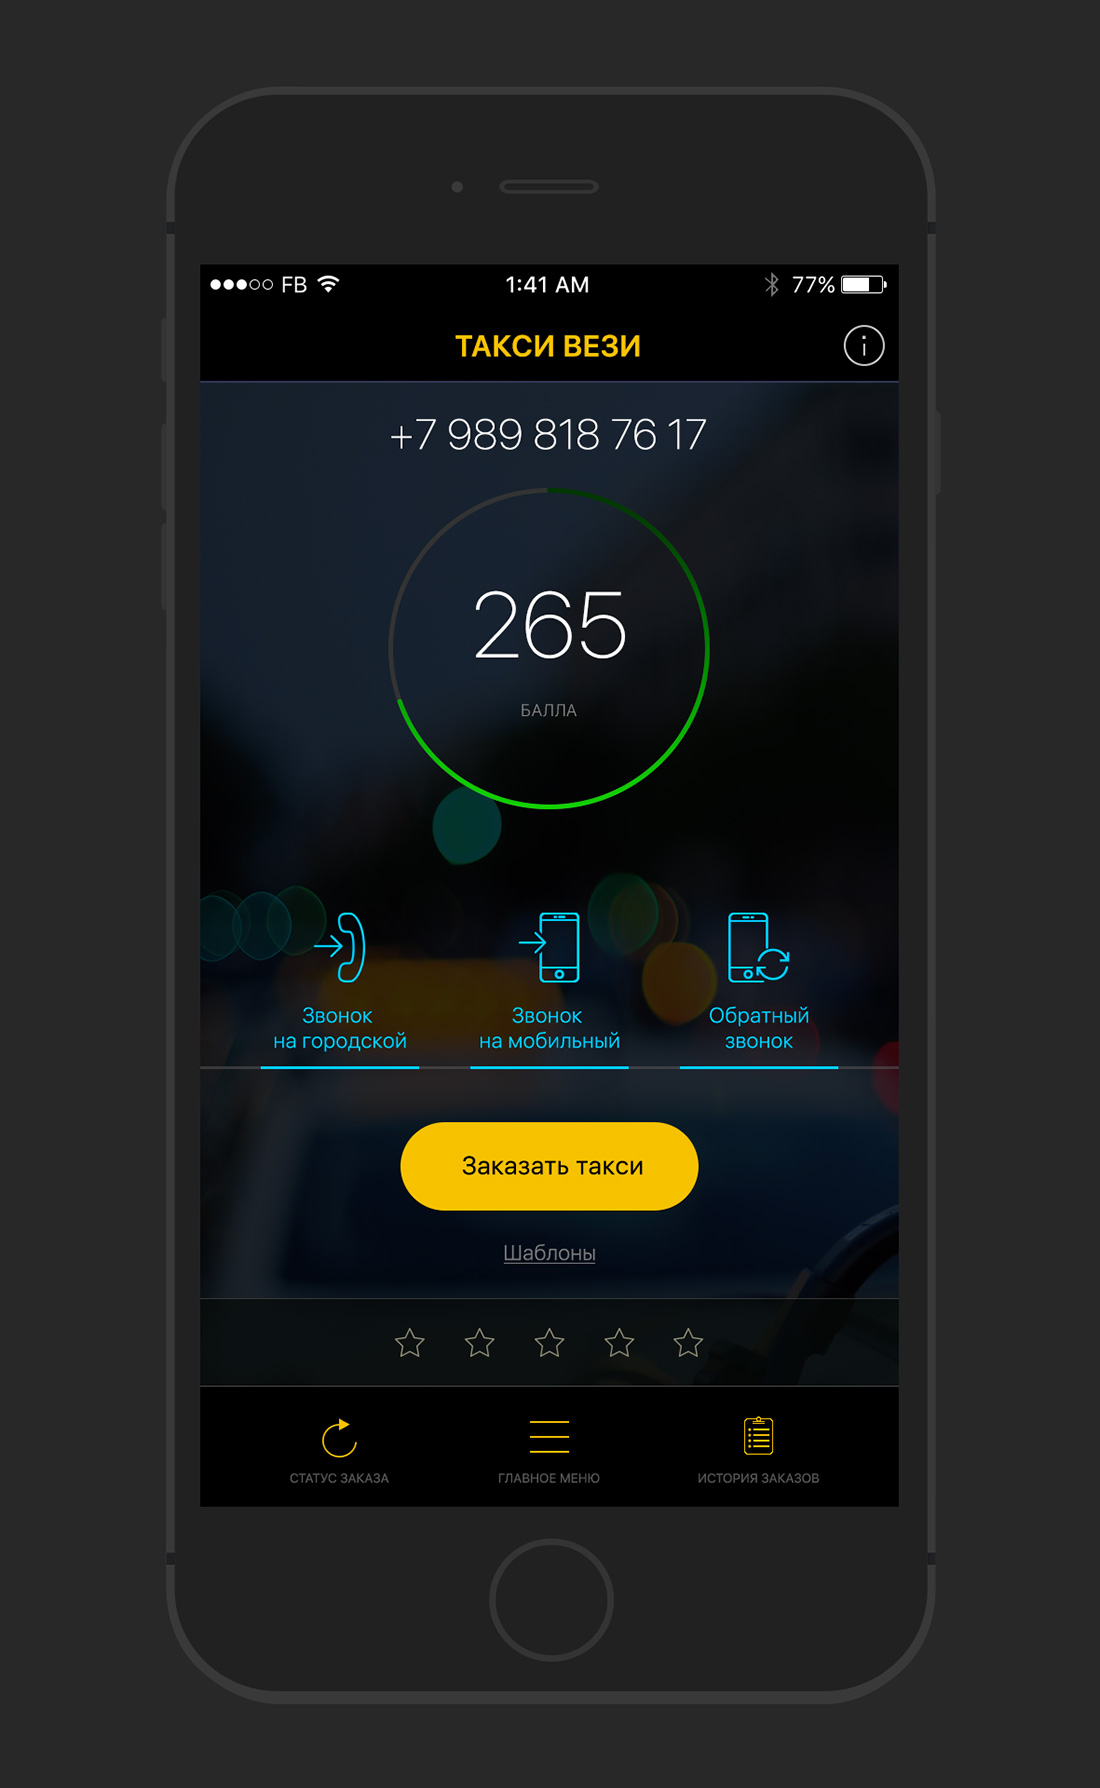 FB 1:41 AM 77%
ТАКСИ ВЕЗИ
+7 989 818 76 17
265
БАЛЛА
Звонок
на городской
Звонок
на мобильный
Обратный
звонок
Заказать такси
Шаблоны
СТАТУС ЗАКАЗА
ГЛАВНОЕ МЕНЮ
ИСТОРИЯ ЗАКАЗОВ